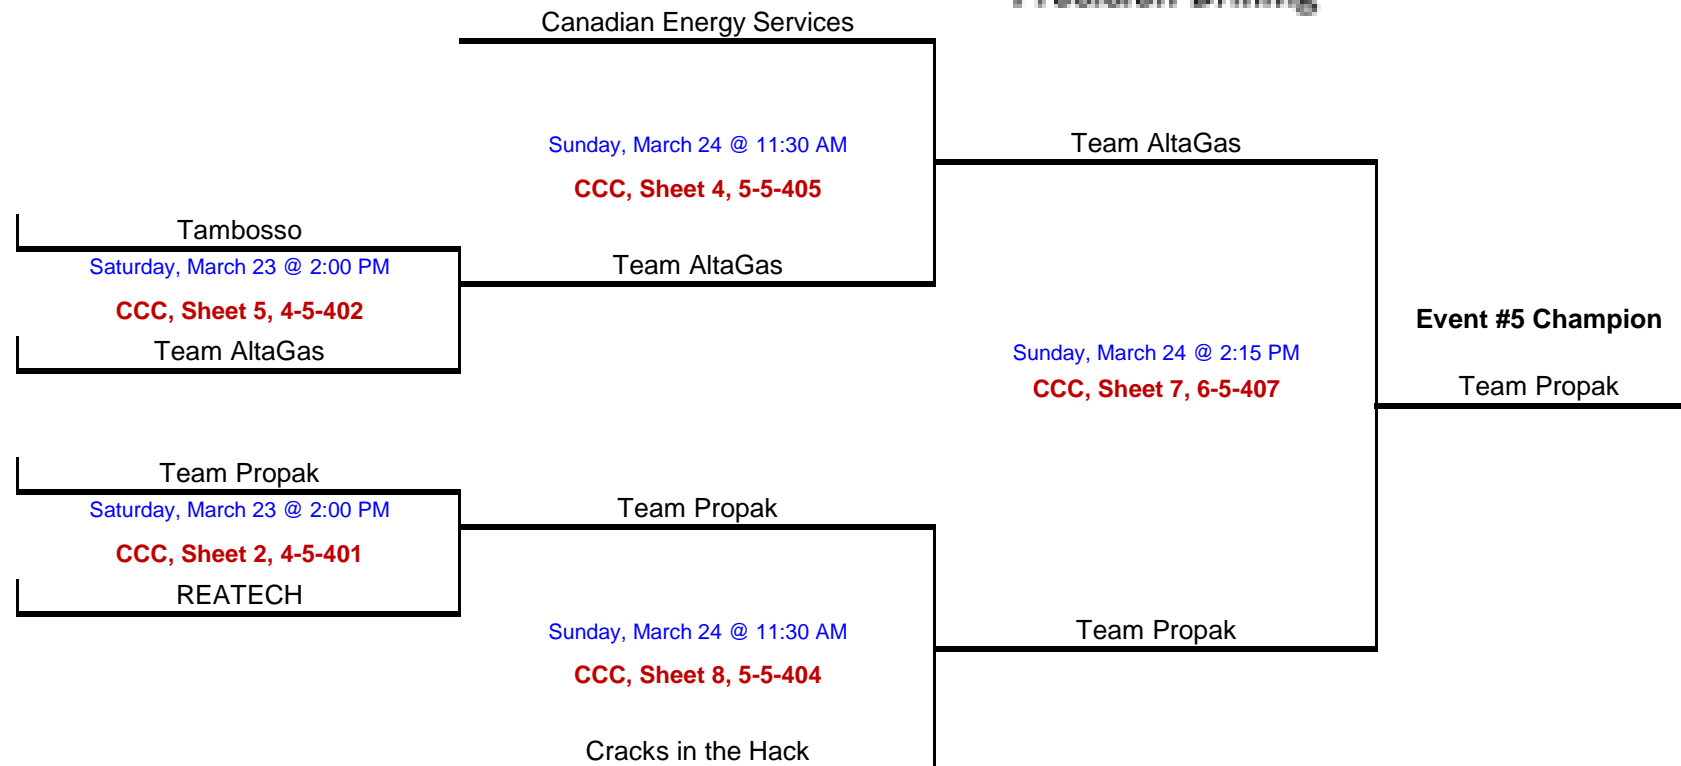 Canadian Energy Services
Sunday, March 24 @ 11:30 AM
Team AltaGas
CCC, Sheet 4, 5-5-405
Tambosso
Saturday, March 23 @ 2:00 PM
Team AltaGas
CCC, Sheet 5, 4-5-402
Event #5 Champion
Team AltaGas
Sunday, March 24 @ 2:15 PM
CCC, Sheet 7, 6-5-407
Team Propak
Team Propak
Saturday, March 23 @ 2:00 PM
Team Propak
CCC, Sheet 2, 4-5-401
REATECH
Sunday, March 24 @ 11:30 AM
Team Propak
CCC, Sheet 8, 5-5-404
Cracks in the Hack